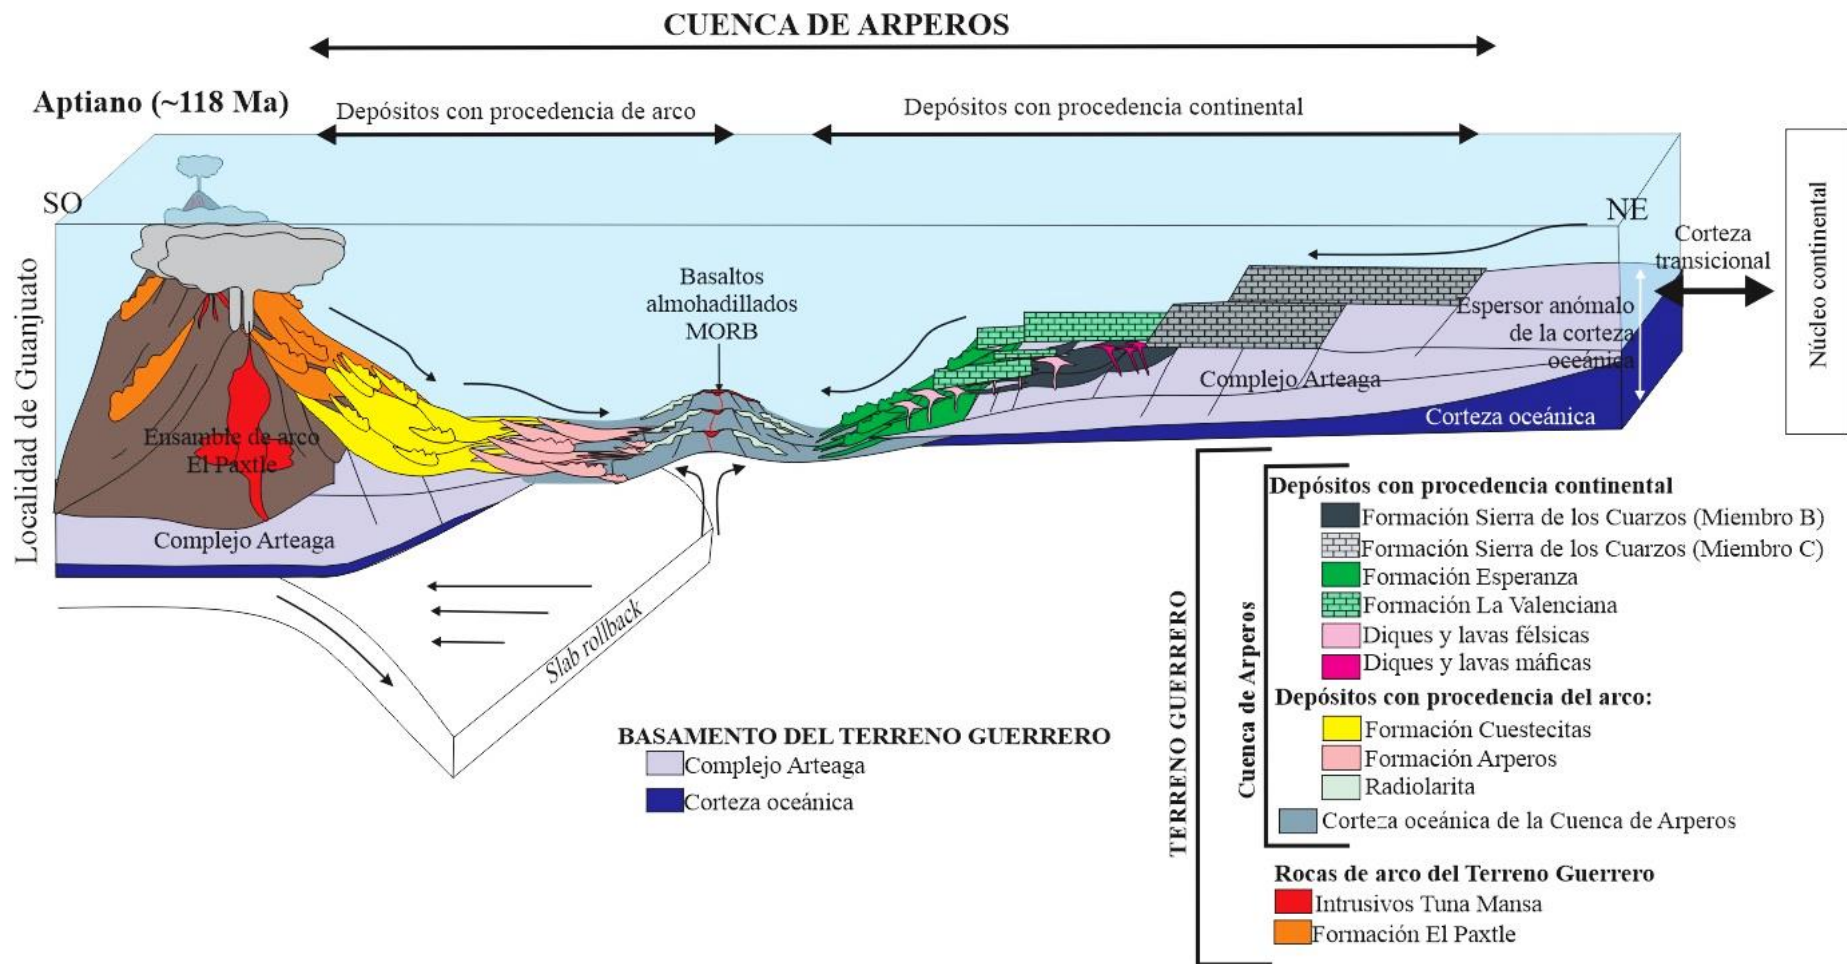 CUENCA DE ARPEROS
Aptiano (~118 Ma)
Depósitos con procedencia de arco
Depósitos con procedencia continental
SO
NE
Localidad de Guanjuato
Núcleo continental
Corteza
transicional
Basaltos
almohadillados
MORB
Espersor anómalo
de la corteza
oceánica
Complejo Arteaga
Corteza oceánica
Ensamble de arco
El Paxtle
Complejo Arteaga
Slab rollback
BASAMENTO DEL TERRENO GUERRERO
Complejo Arteaga
Corteza oceánica
TERRENO GUERRERO
Cuenca de Arperos
Depósitos con procedencia continental
Formación Sierra de los Cuarzos (Miembro B)
Formación Sierra de los Cuarzos (Miembro C)
Formación Esperanza
Formación La Valenciana
Diques y lavas félsicas
Diques y lavas máficas
Depósitos con procedencia del arco:
Formación Cuestecitas
Formación Arperos
Radiolarita
Corteza oceánica de la Cuenca de Arperos
Rocas de arco del Terreno Guerrero
Intrusivos Tuna Mansa
Formación El Paxtle